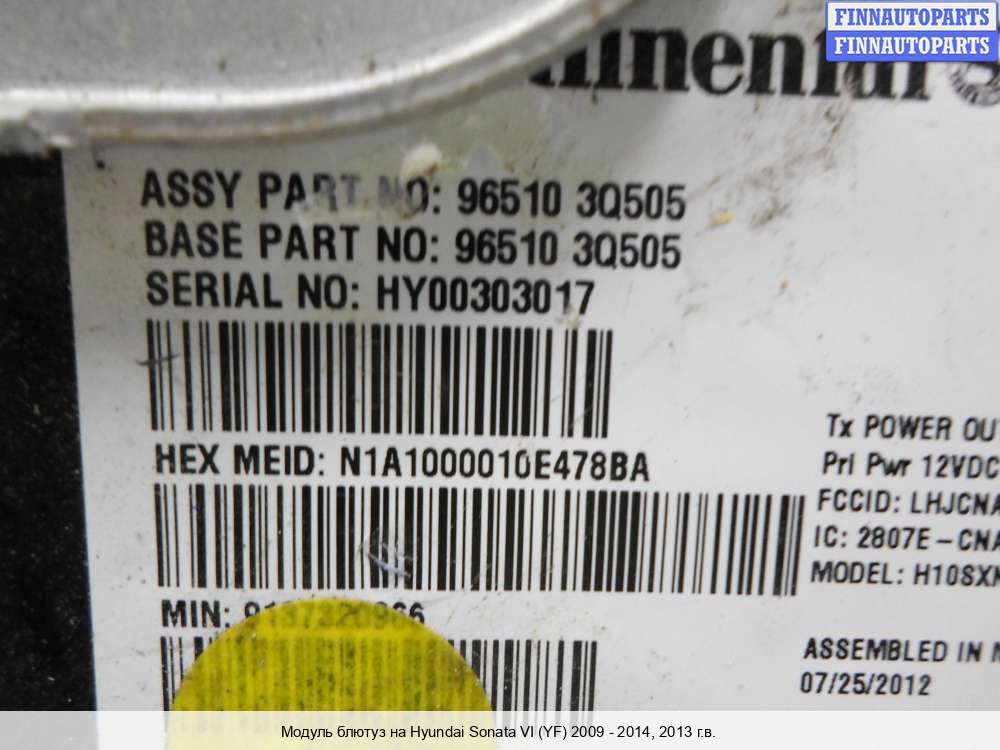 FINNAUTOPARTS
FINNAUTOPARTS
ASSY PART NO: 96510 3Q505
BASE PART NO: 96510 3Q505
SERIAL NO: HY00303017
HEX MEID: N1A1000010E478BA
Tx POWER OU
Pri Pwr 12VDC
FCCID: LHJCNA
IC: 2807E-CNA
MODEL: H10SX
MIN:
ASSEMBLED IN
07/25/2012
Модуль блютуз на Hyundai Sonata VI (YF) 2009 - 2014, 2013 г.в.